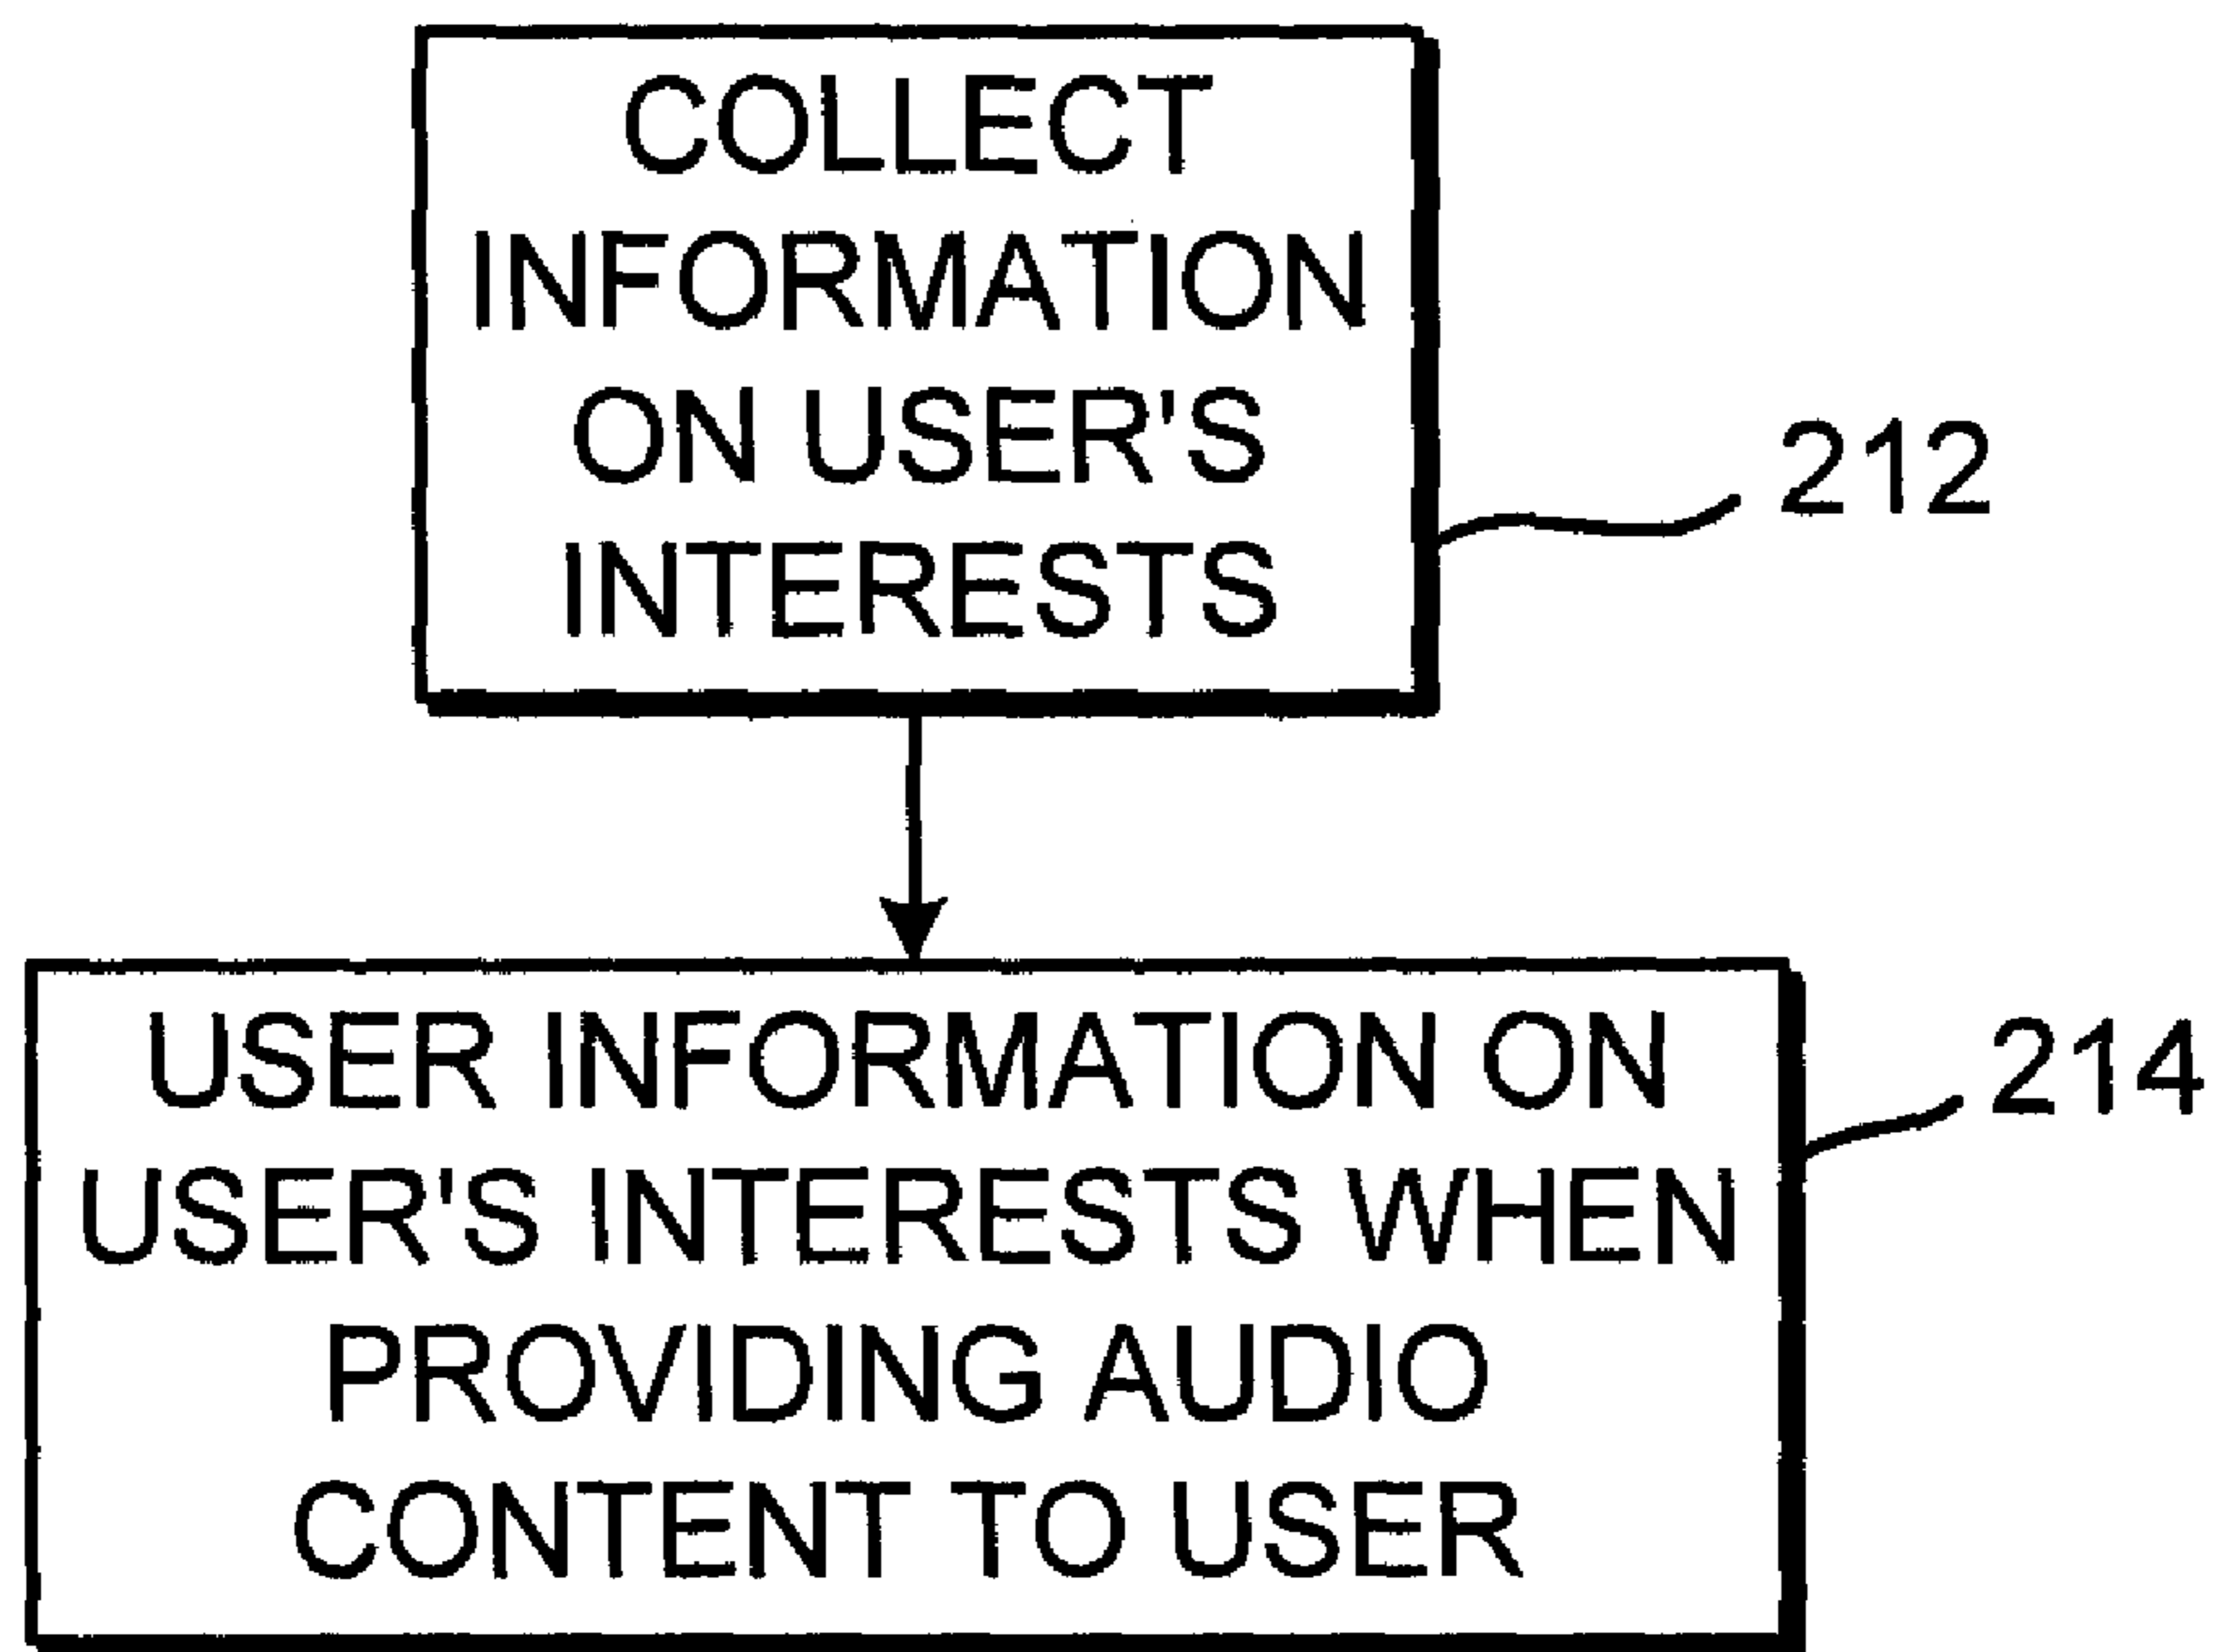 COLLECT
INFORMATION
ON USER'S
INTERESTS
212
USER INFORMATION ON
USER'S INTERESTS WHEN
PROVIDING AUDIO
CONTENT TO USER
214